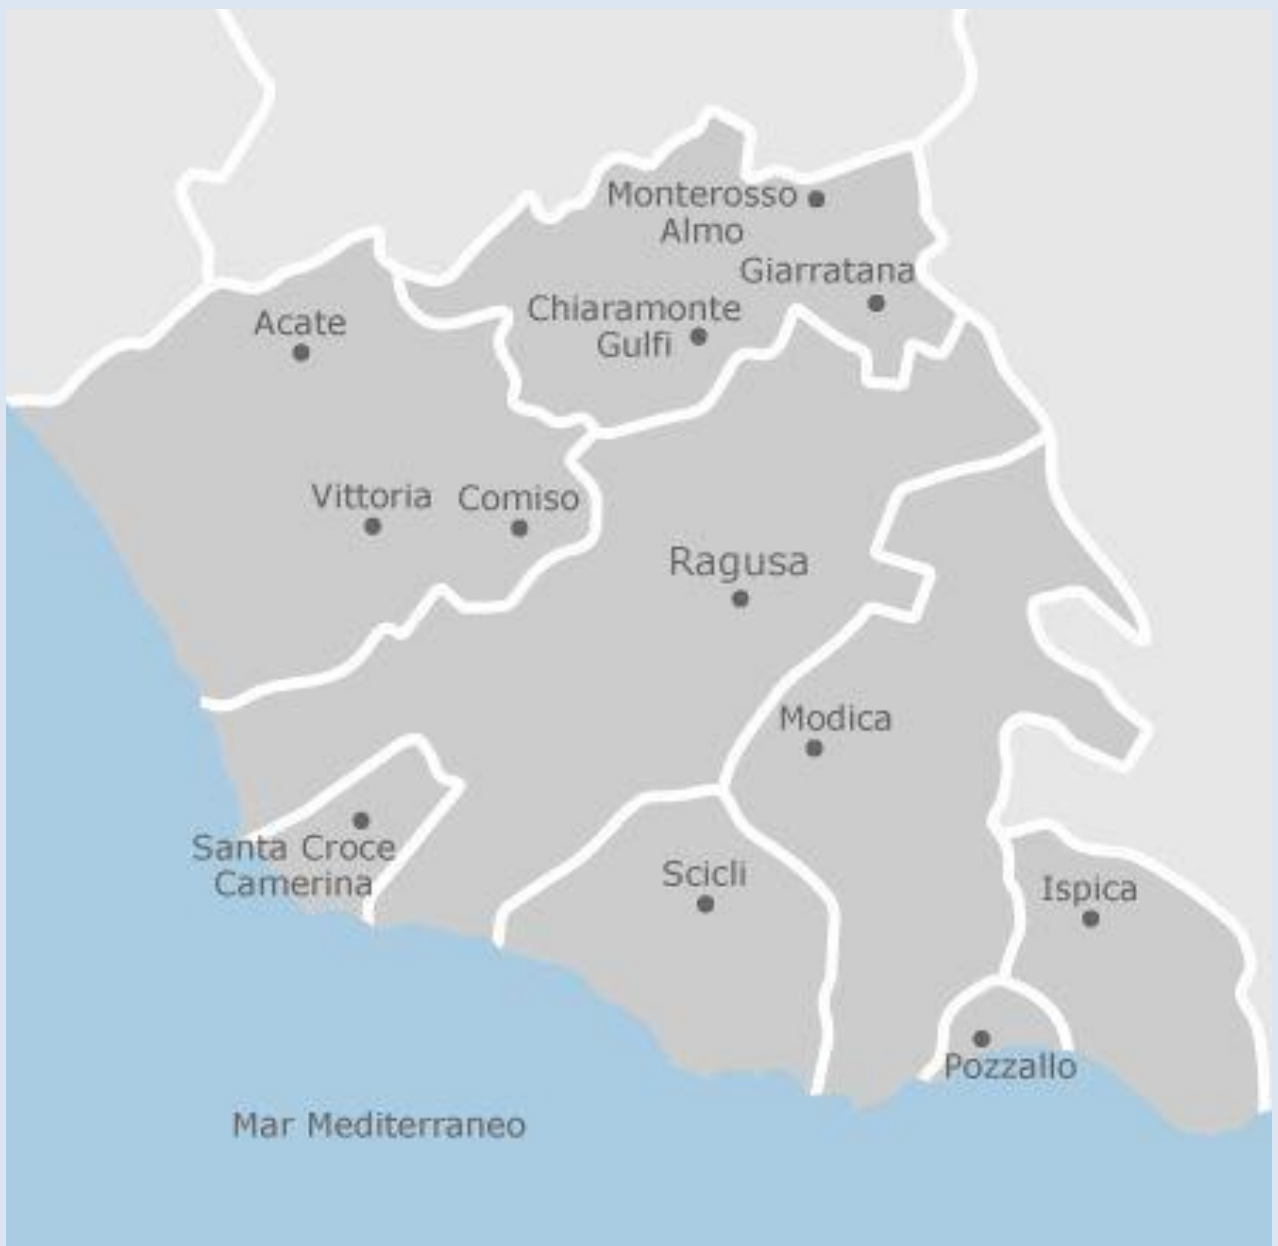 Monterosso
Almo
Giarratana
Chiaramonte
Gulfi
Acate
Vittoria
Comiso
Ragusa
Modica
Santa Croce
Camerina
Scicli
Ispica
Pozzallo
Mar Mediterraneo